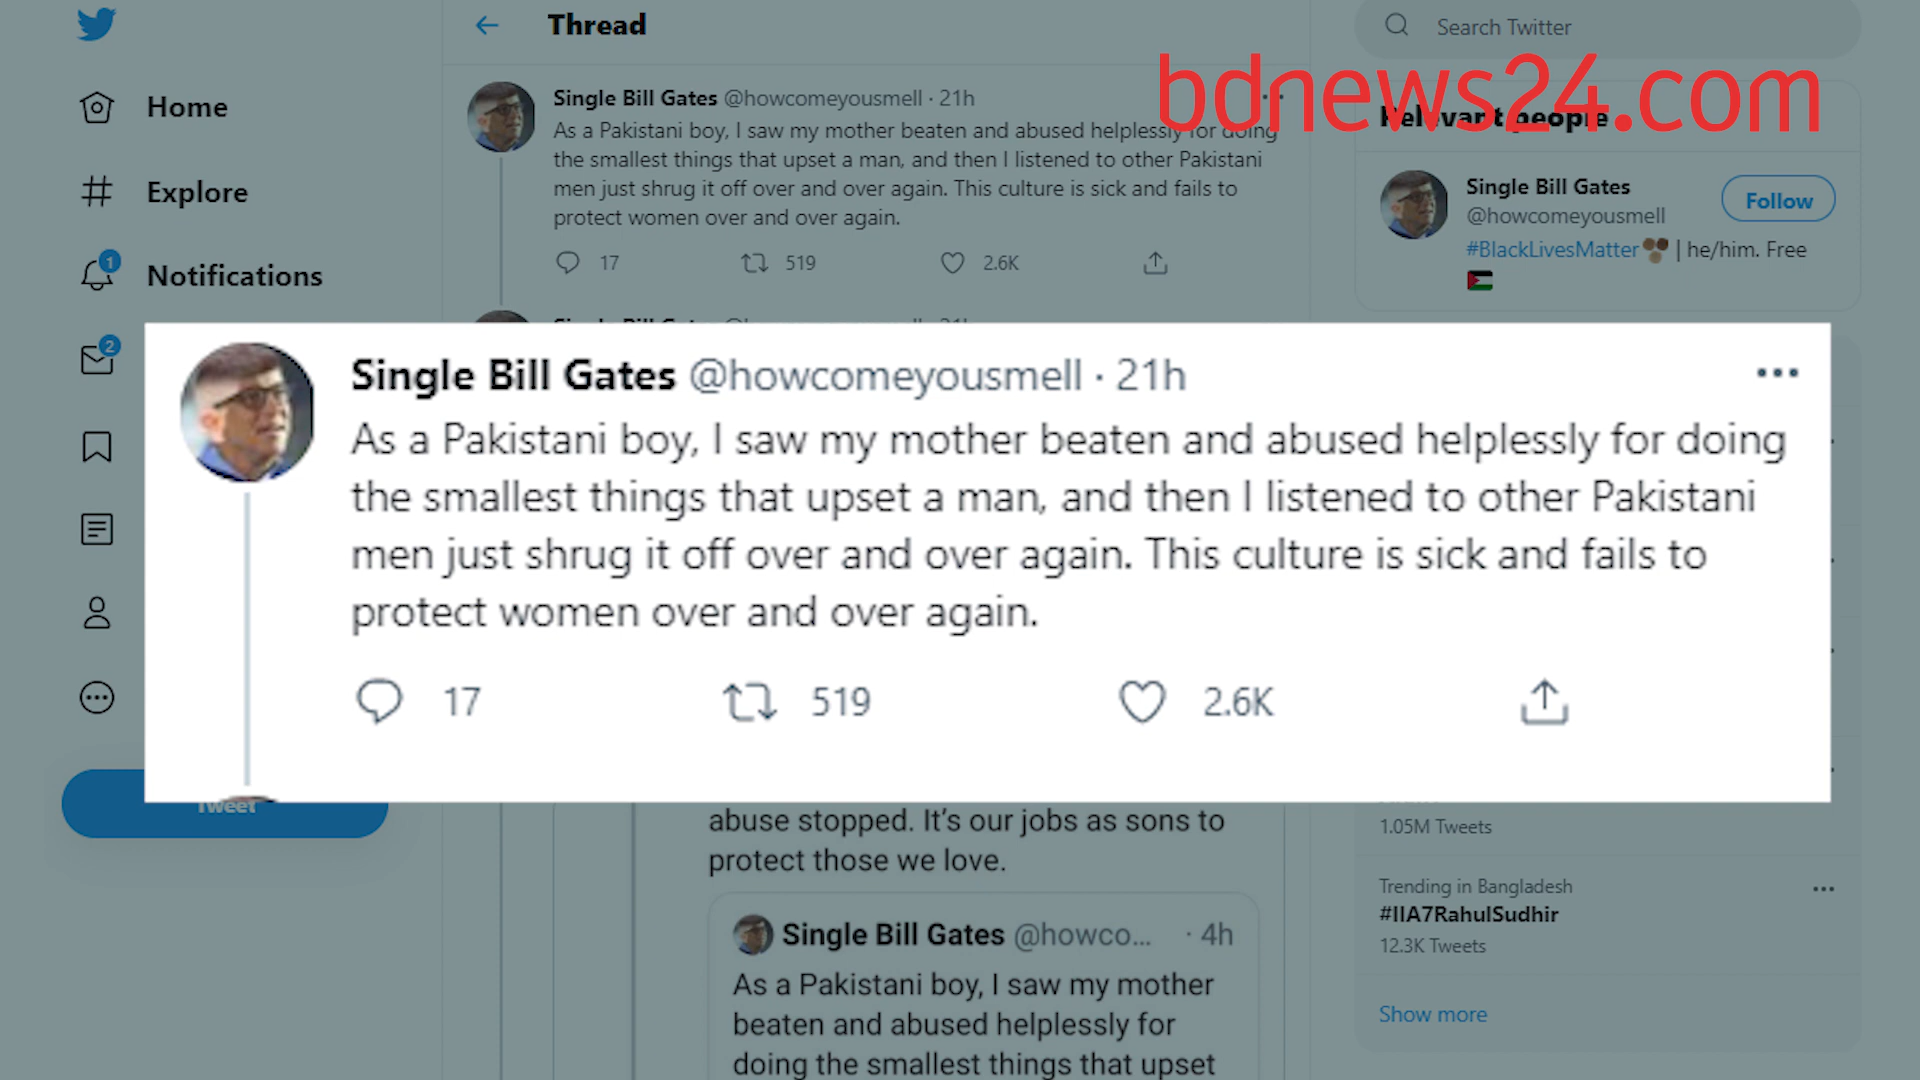 Thread
Search Twitter
bdnews24.com
Home
Explore
1
Notifications
2
Tweet
Single Bill Gates @howcomeyousmell · 21h
As a Pakistani boy, I saw my mother beaten and abused helplessly for doing
the smallest things that upset a man, and then I listened to other Pakistani
men just shrug it off over and over again. This culture is sick and fails to
protect women over and over again.
17 519 2.6K
Relevant people
Single Bill Gates
@howcomeyousmell
Follow
#BlackLivesMatter | he/him. Free
Single Bill Gates @howcomeyousmell · 21h
As a Pakistani boy, I saw my mother beaten and abused helplessly for doing
the smallest things that upset a man, and then I listened to other Pakistani
men just shrug it off over and over again. This culture is sick and fails to
protect women over and over again.
17 519 2.6K
abuse stopped. It's our jobs as sons to
protect those we love.
Single Bill Gates @howco... · 4h
As a Pakistani boy, I saw my mother
beaten and abused helplessly for
doing the smallest things that upset
1.05M Tweets
Trending in Bangladesh
#IIA7RahulSudhir
12.3K Tweets
Show more